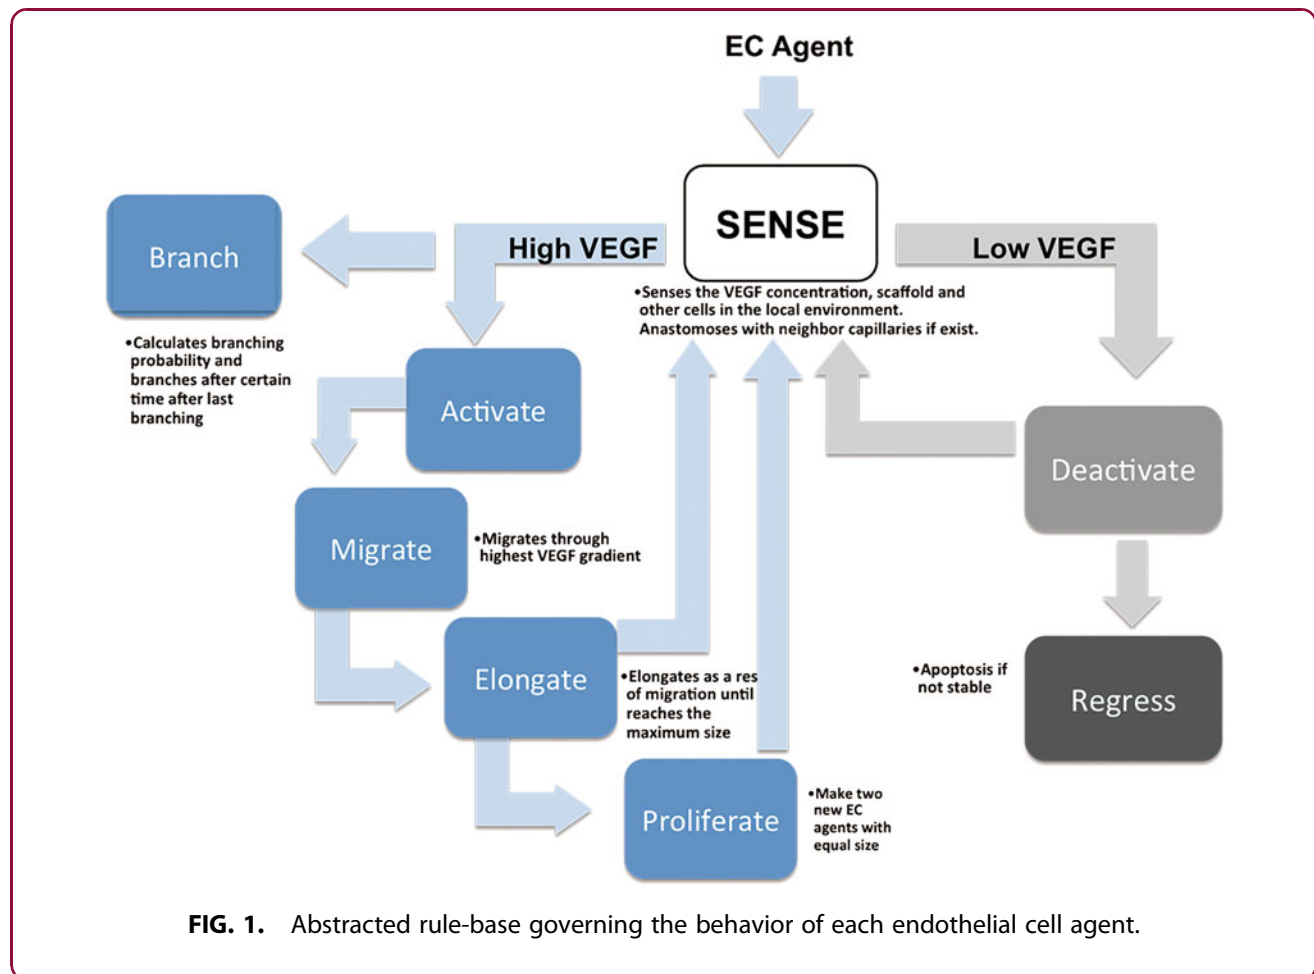 EC Agent
SENSE
High VEGF
Low VEGF
•Senses the VEGF concentration, scaffold and
other cells in the local environment.
Anastomoses with neighbor capillaries if exist.
Branch
•Calculates branching
probability and
branches after certain
time after last
branching
Activate
Migrate
•Migrates through
highest VEGF gradient
Elongate
•Elongates as a res
of migration until
reaches the
maximum size
Proliferate
•Make two
new EC
agents with
equal size
Deactivate
•Apoptosis if
not stable
Regress
FIG. 1. Abstracted rule-base governing the behavior of each endothelial cell agent.